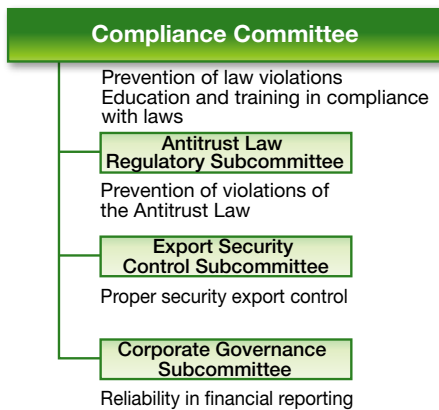 Compliance Committee
Prevention of law violations
Education and training in compliance
with laws
Antitrust Law
Regulatory Subcommittee
Prevention of violations of
the Antitrust Law
Export Security
Control Subcommittee
Proper security export control
Corporate Governance
Subcommittee
Reliability in financial reporting